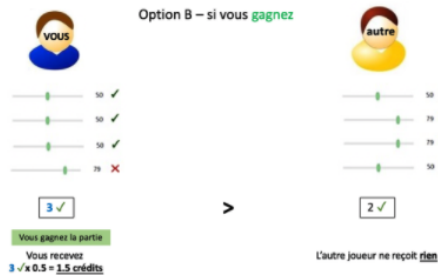 Option B – si vous gagnez
vous
autre
50 ✓
50 ✓
50 ✓
79 ✗
50
79
79
50
3 ✓
>
2 ✓
Vous gagnez la partie
Vous recevez
3 ✓x 0.5 = 1.5 crédits
L'autre joueur ne reçoit rien